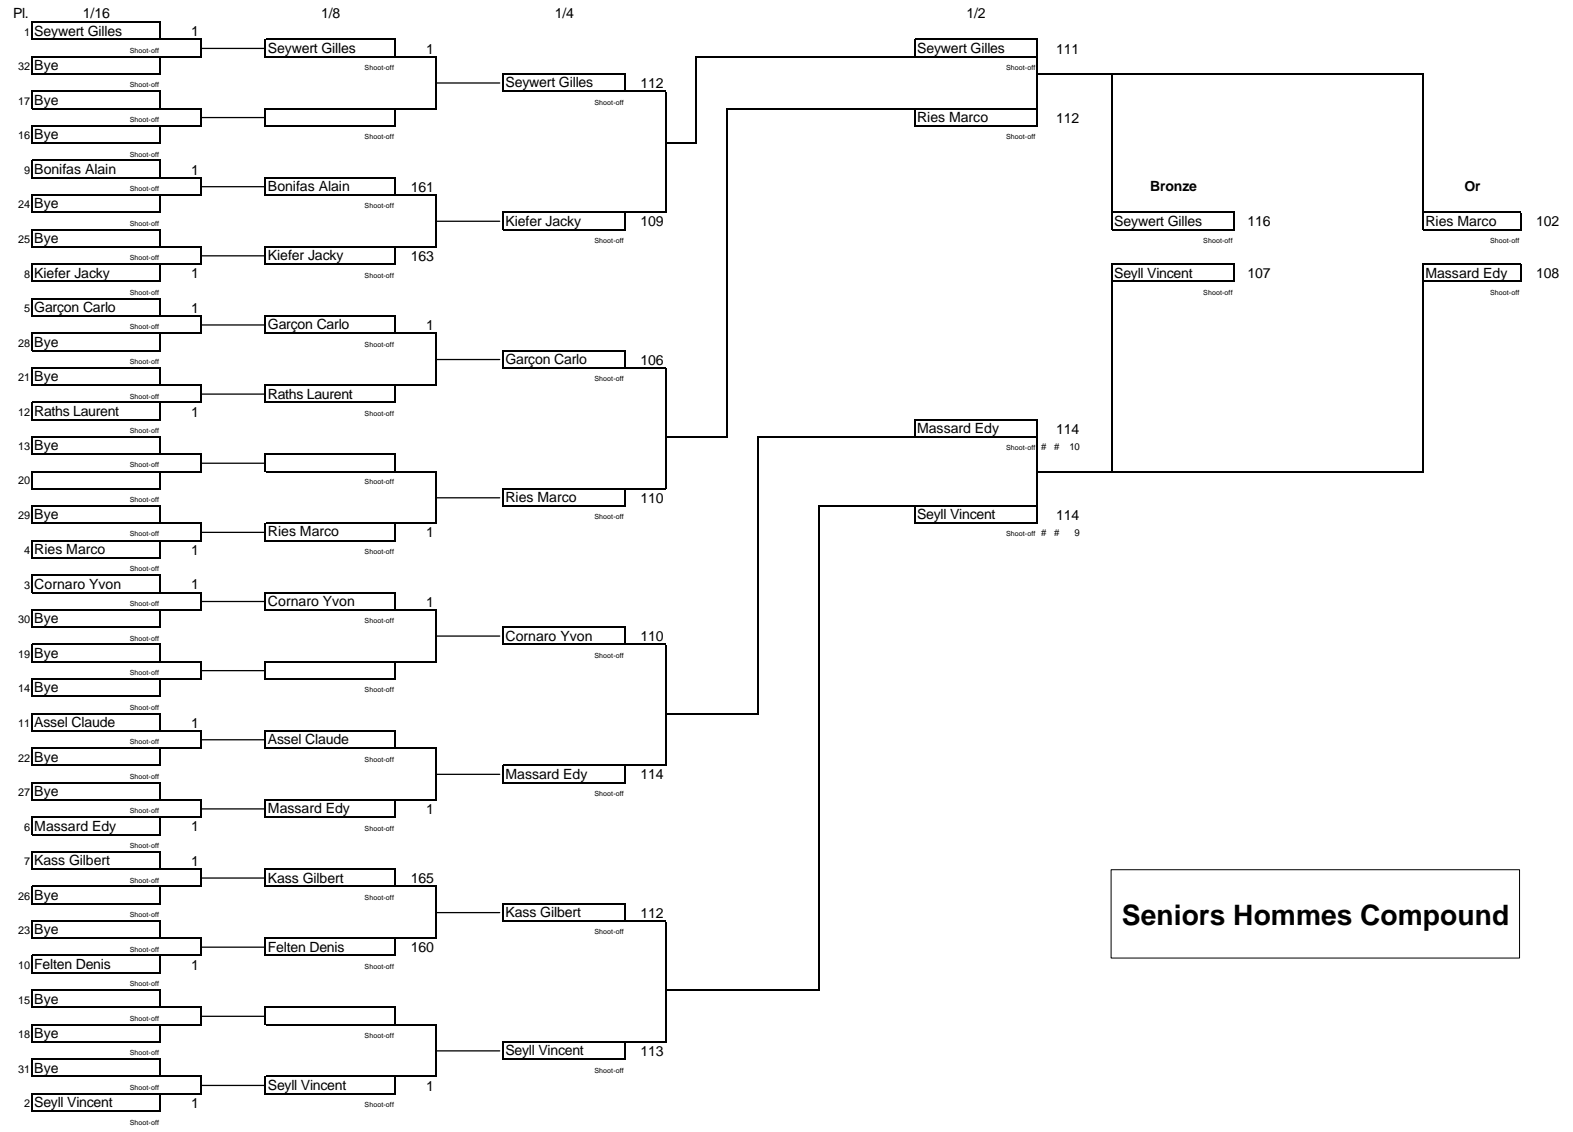 Pl. 1/16 1/8 1/4 1/2
1 Seywert Gilles 1
Shoot-off
32 Bye
Shoot-off
17 Bye
Shoot-off
16 Bye
Shoot-off
9 Bonifas Alain 1
Shoot-off
24 Bye
Shoot-off
25 Bye
Shoot-off
8 Kiefer Jacky 1
Shoot-off
5 Garçon Carlo 1
Shoot-off
28 Bye
Shoot-off
21 Bye
Shoot-off
12 Raths Laurent 1
Shoot-off
13 Bye
Shoot-off
20
Shoot-off
29 Bye
Shoot-off
4 Ries Marco 1
Shoot-off
3 Cornaro Yvon 1
Shoot-off
30 Bye
Shoot-off
19 Bye
Shoot-off
14 Bye
Shoot-off
11 Assel Claude 1
Shoot-off
22 Bye
Shoot-off
27 Bye
Shoot-off
6 Massard Edy 1
Shoot-off
7 Kass Gilbert 1
Shoot-off
26 Bye
Shoot-off
23 Bye
Shoot-off
10 Felten Denis 1
Shoot-off
15 Bye
Shoot-off
18 Bye
Shoot-off
31 Bye
Shoot-off
2 Seyll Vincent 1
Shoot-off
Seywert Gilles 1
Shoot-off
Shoot-off
Bonifas Alain 161
Shoot-off
Kiefer Jacky 163
Shoot-off
Garçon Carlo 1
Shoot-off
Raths Laurent
Shoot-off
Shoot-off
Ries Marco 1
Shoot-off
Cornaro Yvon 1
Shoot-off
Shoot-off
Assel Claude
Shoot-off
Massard Edy 1
Shoot-off
Kass Gilbert 165
Shoot-off
Felten Denis 160
Shoot-off
Shoot-off
Seyll Vincent 1
Shoot-off
Seywert Gilles 112
Shoot-off
Kiefer Jacky 109
Shoot-off
Garçon Carlo 106
Shoot-off
Ries Marco 110
Shoot-off
Cornaro Yvon 110
Shoot-off
Massard Edy 114
Shoot-off
Kass Gilbert 112
Shoot-off
Seyll Vincent 113
Shoot-off
Seywert Gilles 111
Shoot-off
Ries Marco 112
Shoot-off
Massard Edy 114
Shoot-off # # 10
Seyll Vincent 114
Shoot-off # # 9
Bronze
Seywert Gilles 116
Shoot-off
Seyll Vincent 107
Shoot-off
Or
Ries Marco 102
Shoot-off
Massard Edy 108
Shoot-off
Seniors Hommes Compound